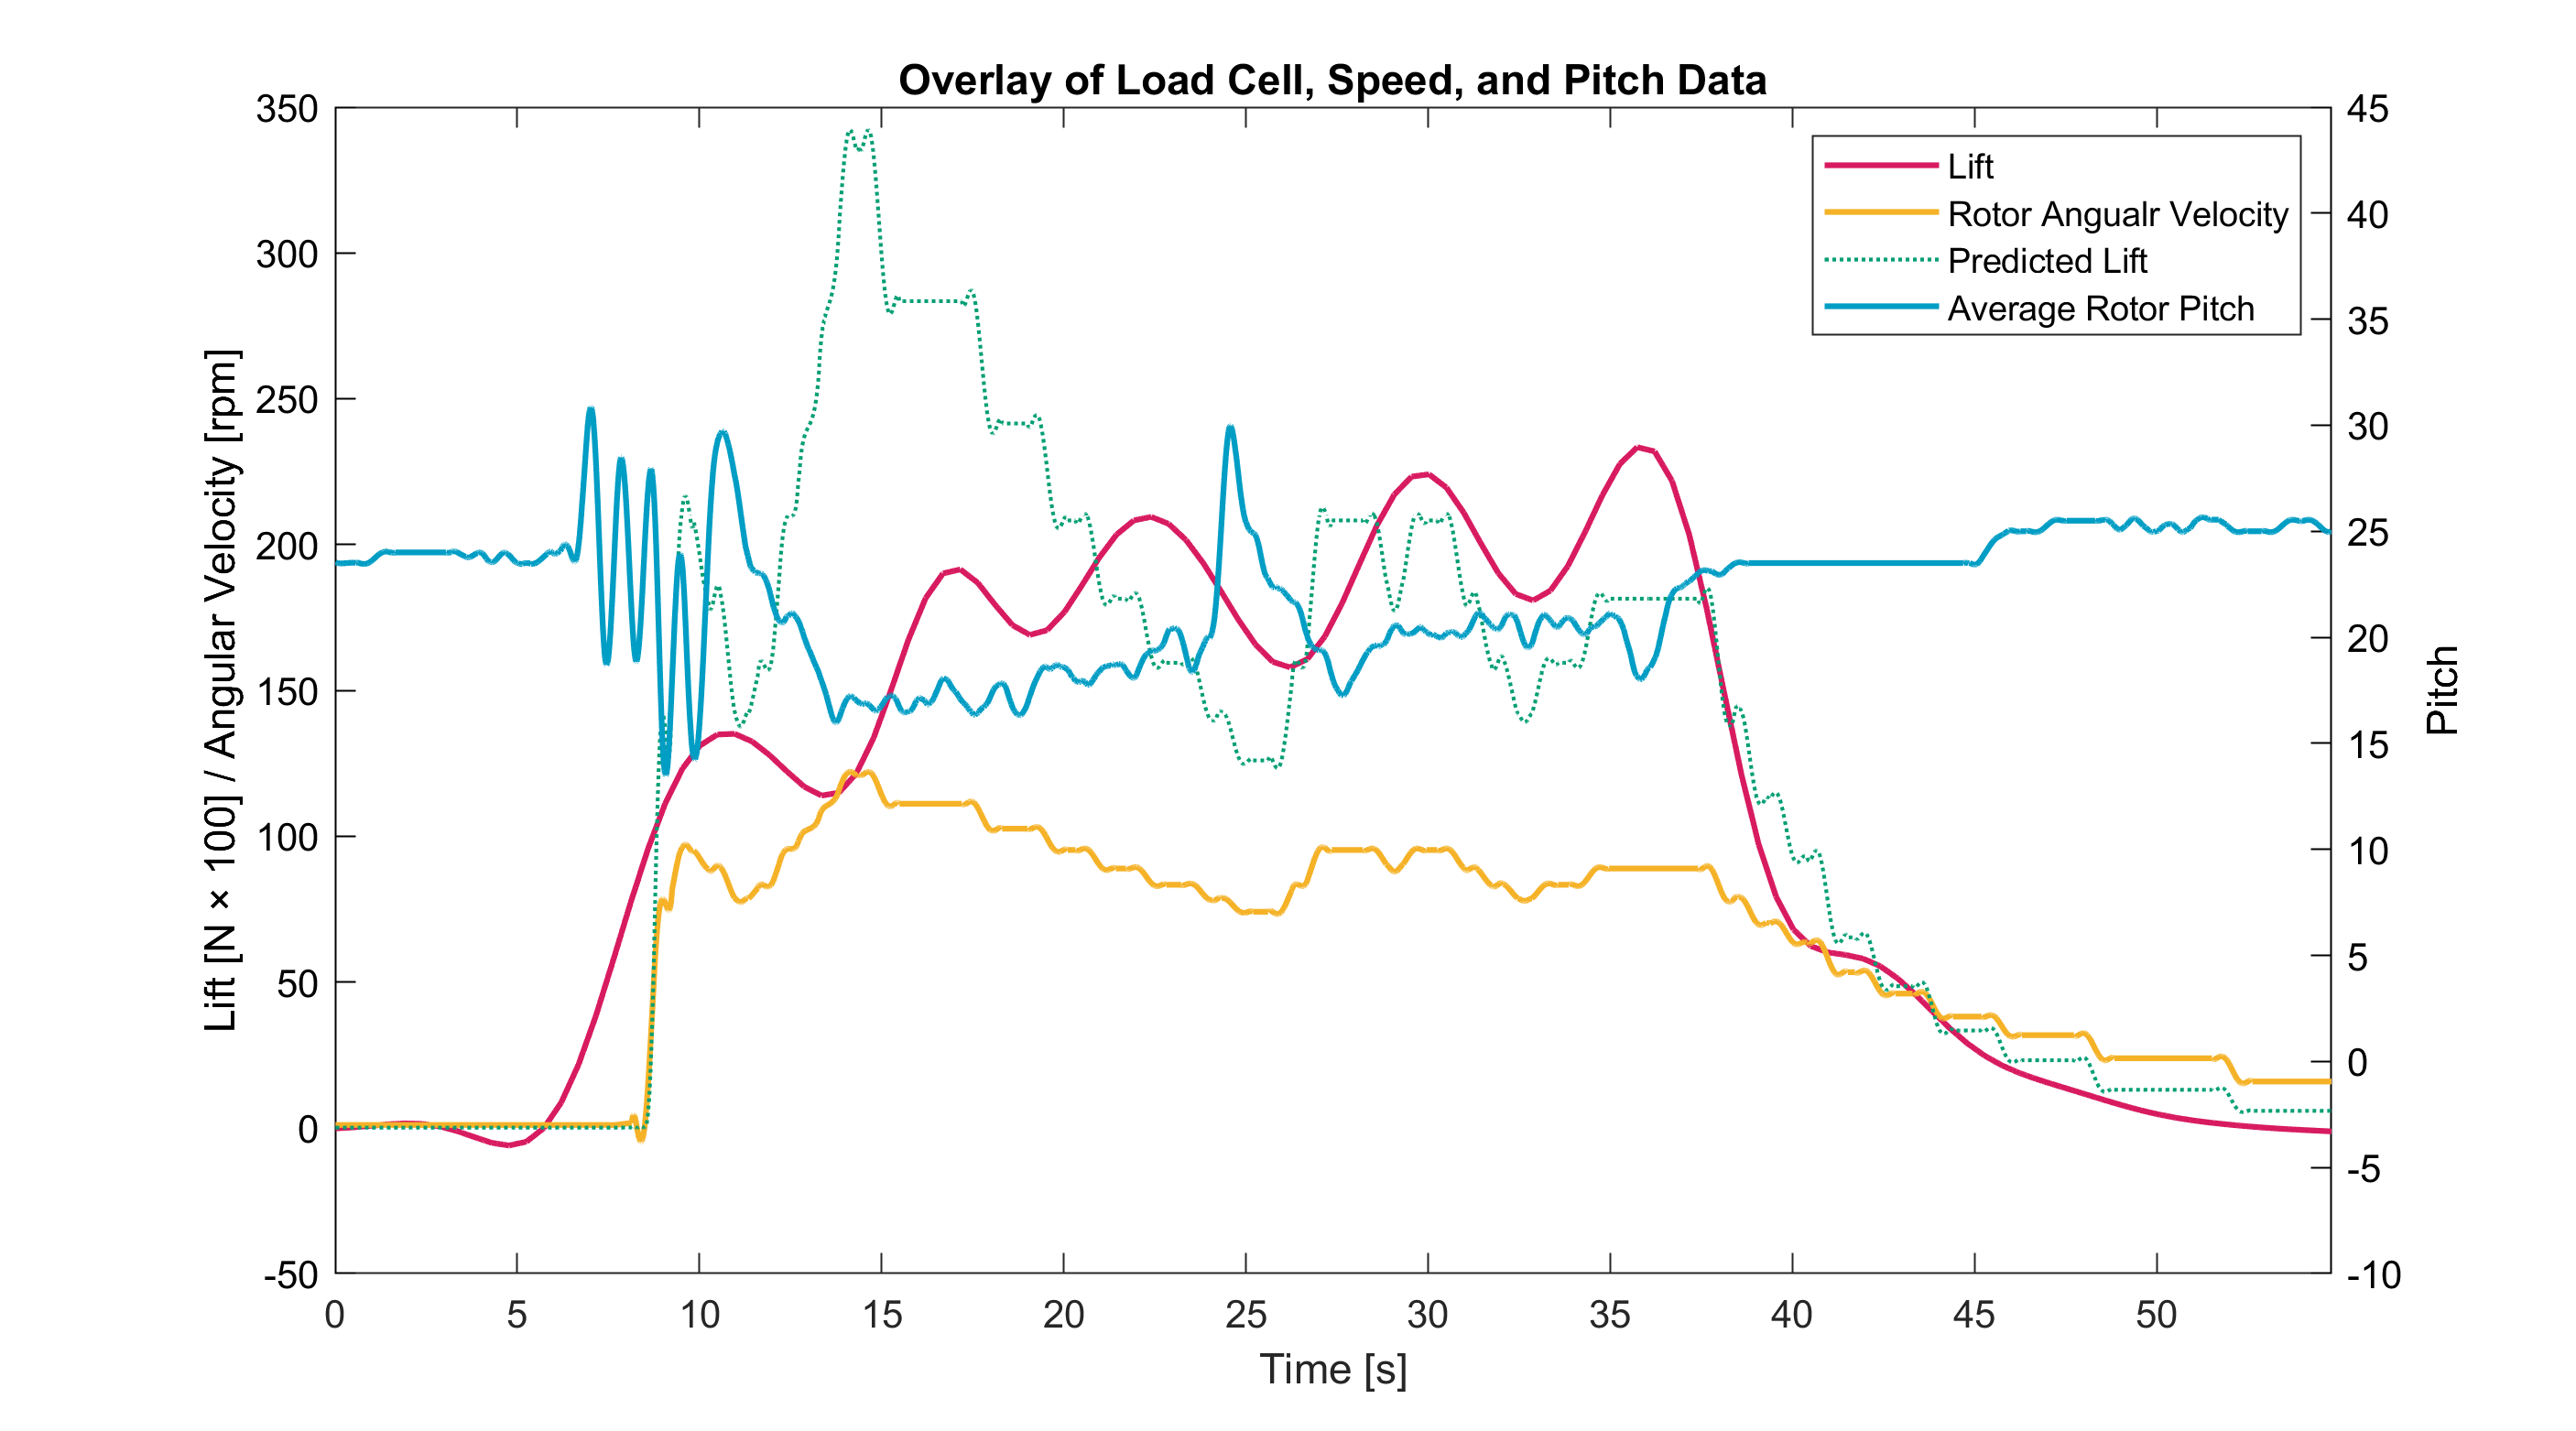 Overlay of Load Cell, Speed, and Pitch Data
350
300
250
200
150
100
50
0
-50
Lift [N × 100] / Angular Velocity [rpm]
45
40
35
30
25
20
15
10
5
0
-5
-10
Pitch
Lift
Rotor Angualr Velocity
Predicted Lift
Average Rotor Pitch
0 5 10 15 20 25 30 35 40 45 50
Time [s]